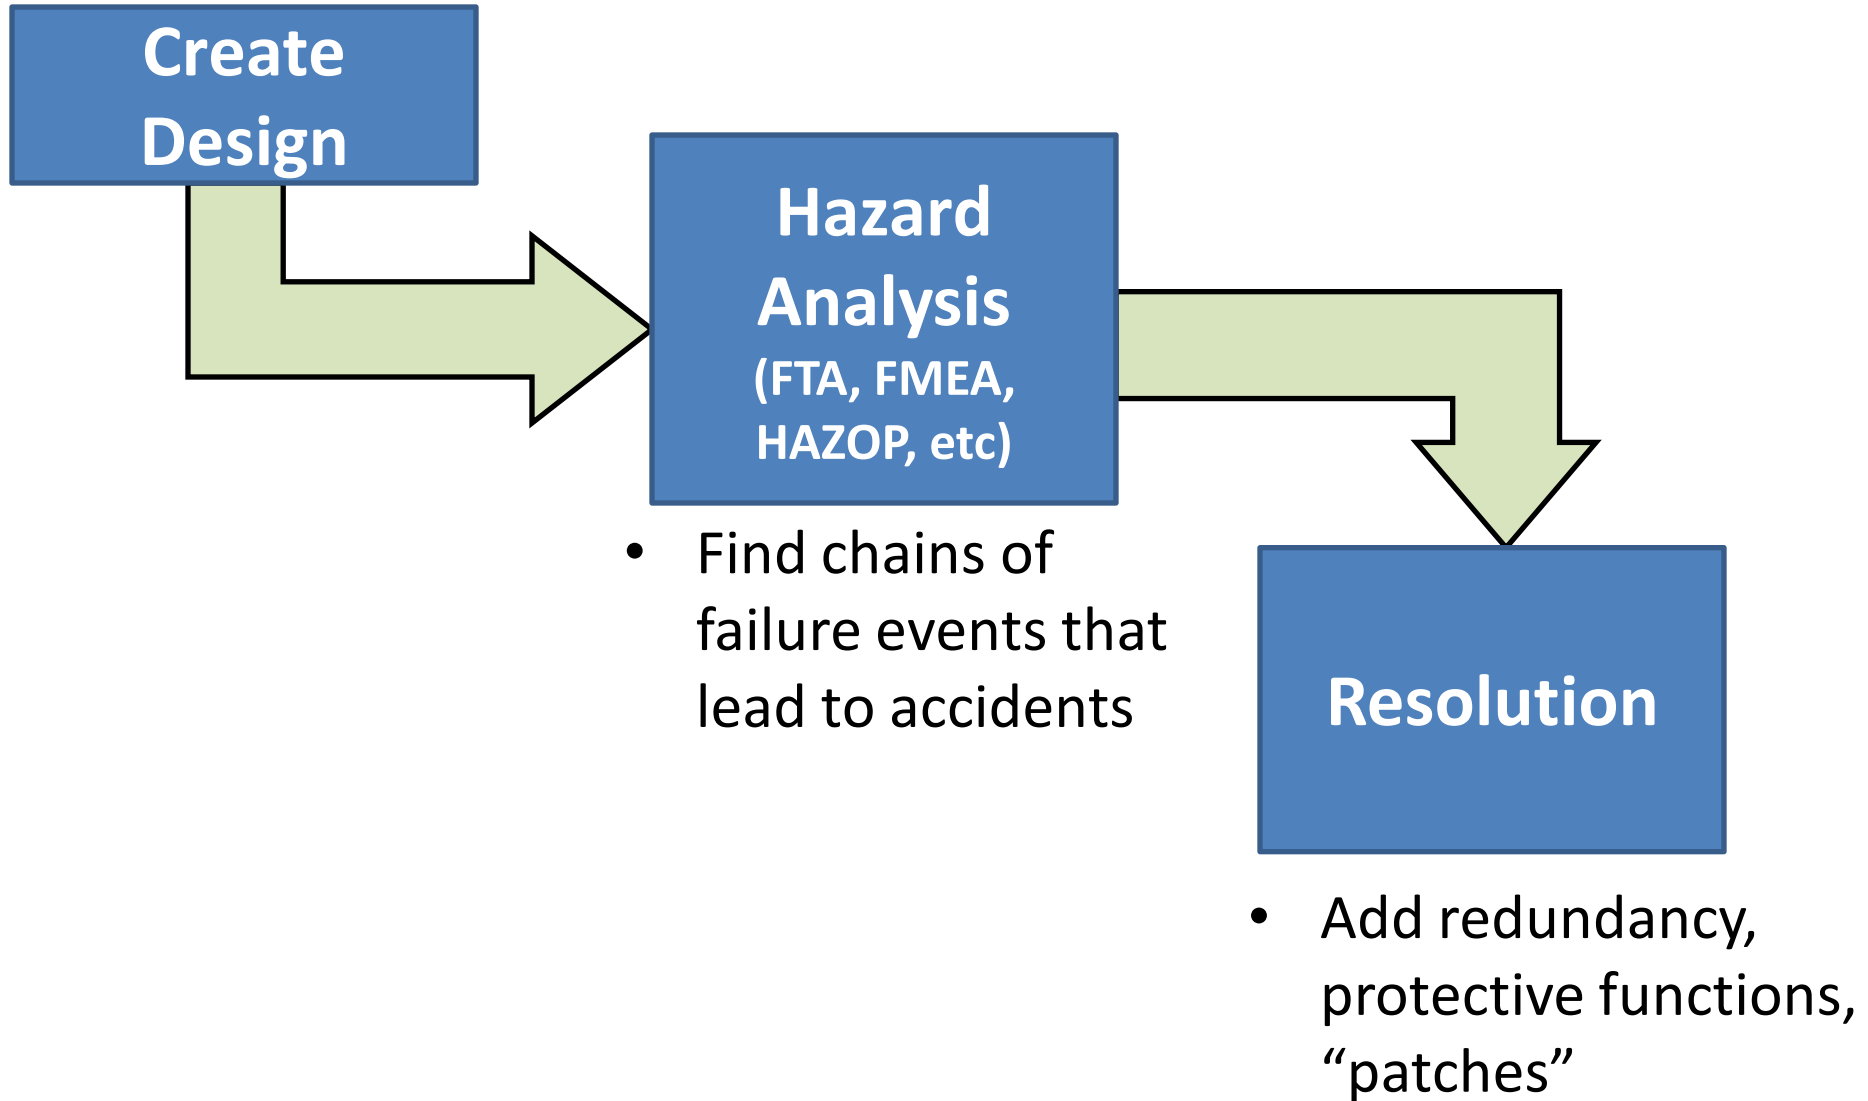 Create
Design
Hazard
Analysis
(FTA, FMEA,
HAZOP, etc)
• Find chains of
failure events that
lead to accidents
Resolution
• Add redundancy,
protective functions,
“patches”